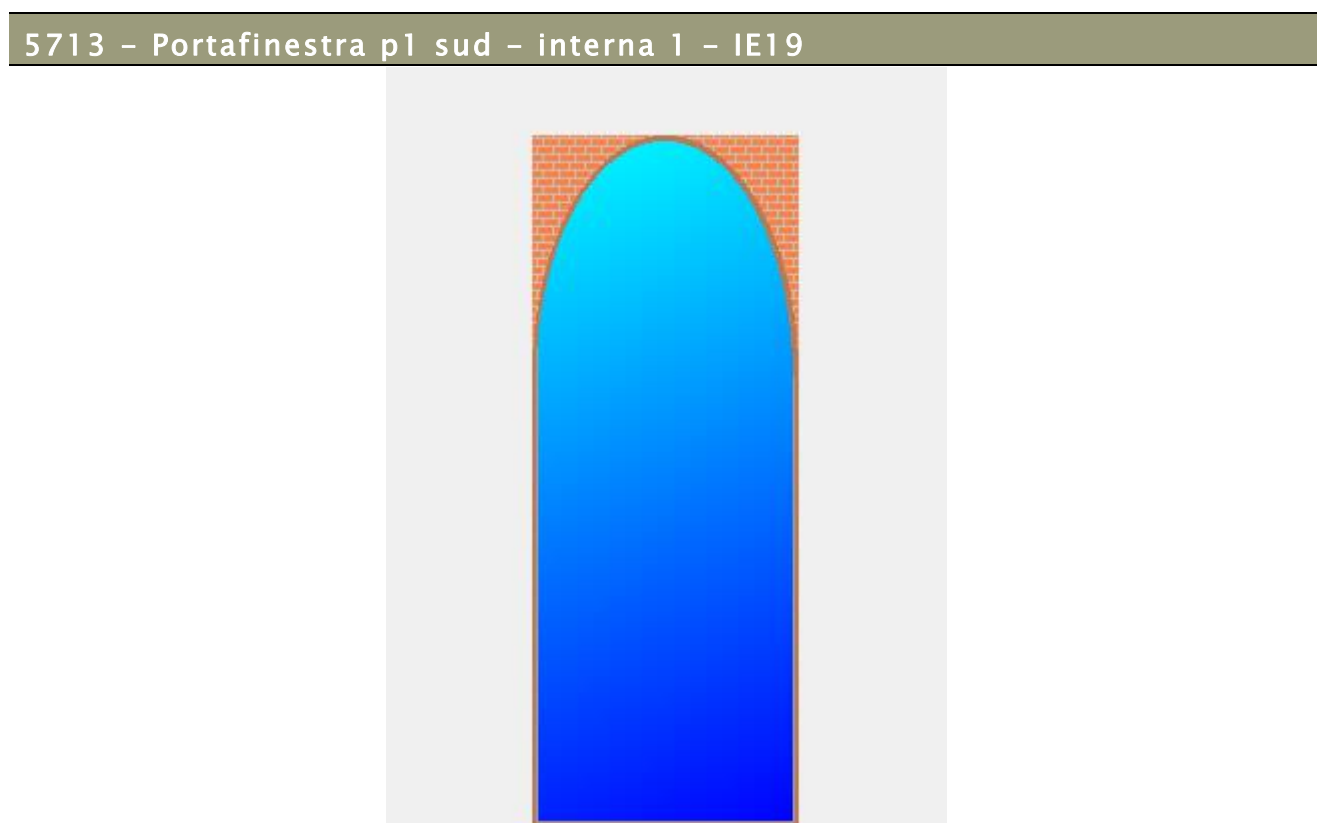 5713 – Portafinestra p1 sud – interna 1 – IE19